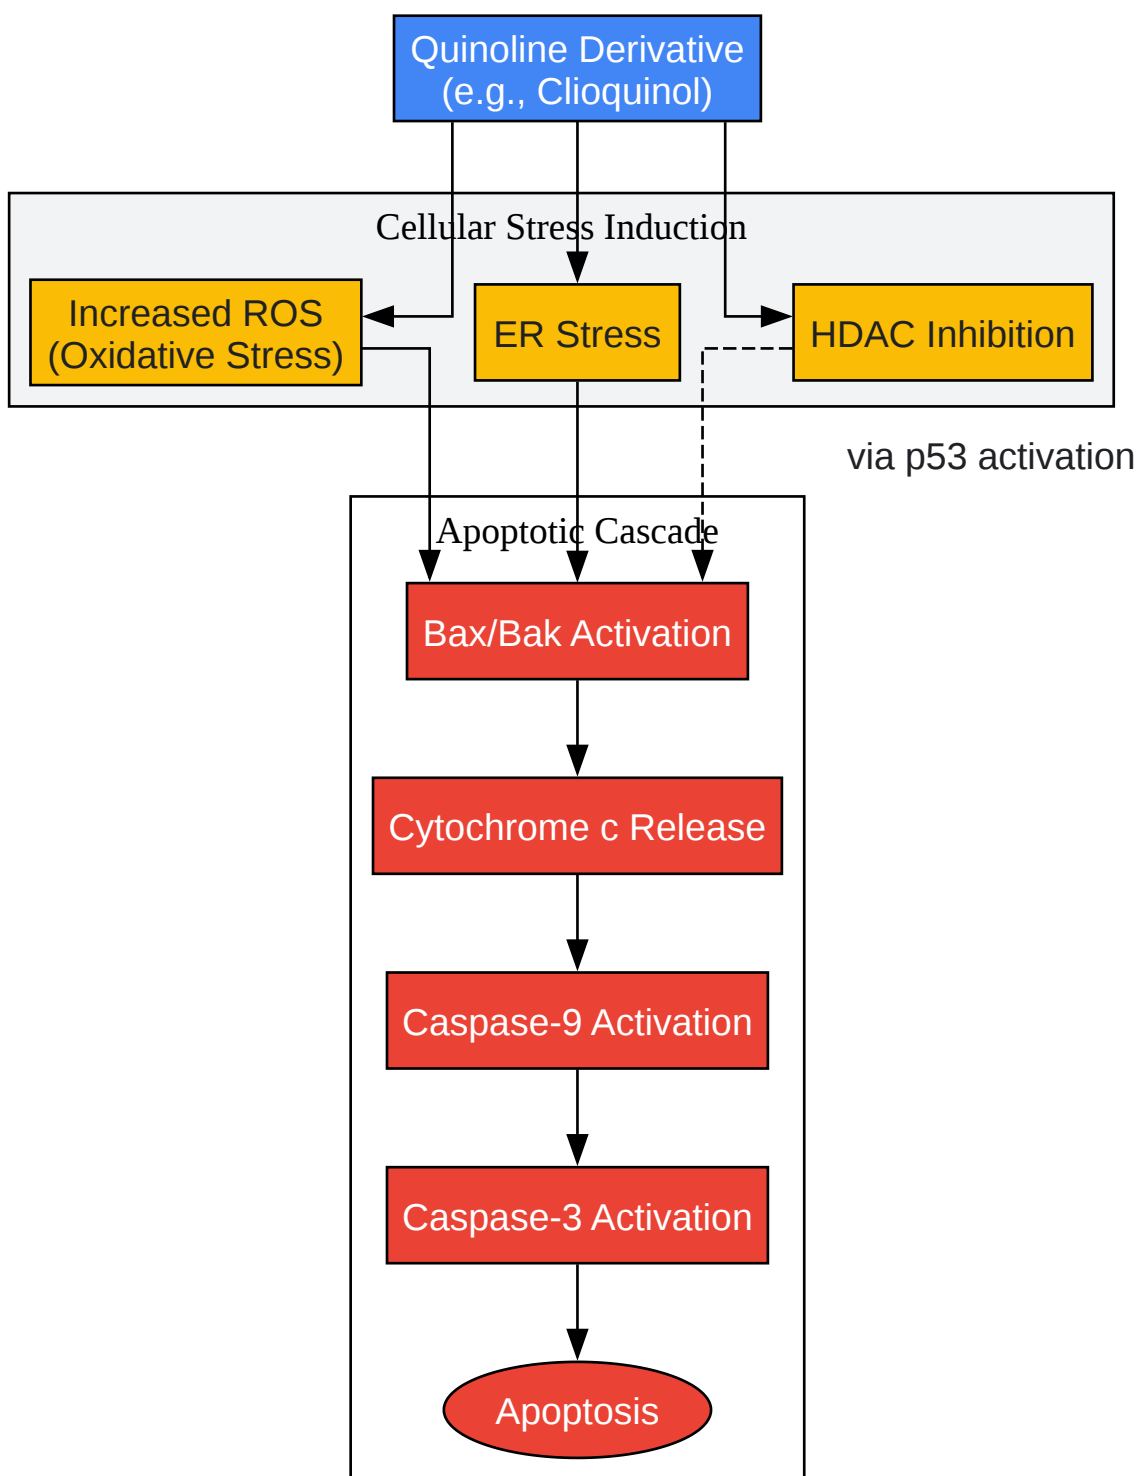 Quinoline Derivative
(e.g., Clioquinol)
Cellular Stress Induction
Increased ROS
(Oxidative Stress)
ER Stress
HDAC Inhibition
via p53 activation
Apoptotic Cascade
Bax/Bak Activation
Cytochrome c Release
Caspase-9 Activation
Caspase-3 Activation
Apoptosis